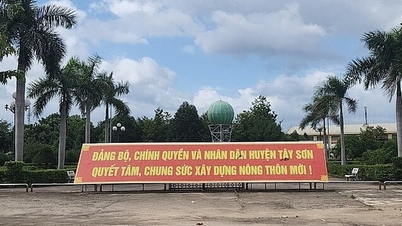 ĐẢNG BỘ, CHÍNH QUYỀN VÀ NHÂN DÂN HUYỆN TÂY SƠN
QUYẾT TÂM, CHUNG SỨC XÂY DỰNG NÔNG THÔN MỚI !